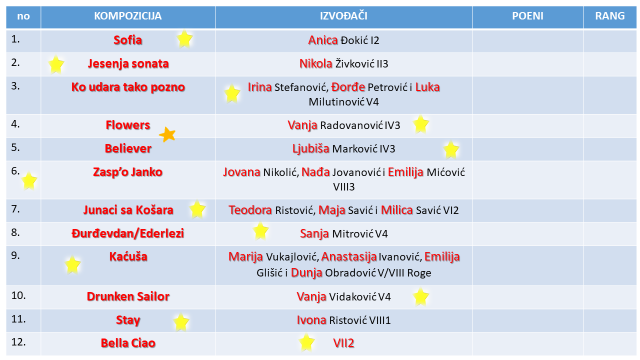 no KOMPOZICIJA IZVOĐAČI POENI RANG
1. Sofia Anica Đokić I2
2. Jesenja sonata Nikola Živković II3
3. Ko udara tako pozno Irina Stefanović, Đorđe Petrović i Luka
Milutinović V4
4. Flowers Vanja Radovanović IV3
5. Believer Ljubiša Marković IV3
6. Zasp'o Janko Jovana Nikolić, Nađa Jovanović i Emilija Mićović
VIII3
7. Junaci sa Košara Teodora Ristović, Maja Savić i Milica Savić VI2
8. Đurđevdan/Ederlezi Sanja Mitrović V4
9. Kaćuša Marija Vukajlović, Anastasija Ivanović, Emilija
Glišić i Dunja Obradović V/VIII Roge
10. Drunken Sailor Vanja Vidaković V4
11. Stay Ivona Ristović VIII1
12. Bella Ciao VII2